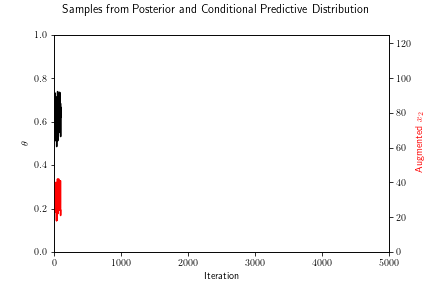 Samples from Posterior and Conditional Predictive Distribution
1.0
0.8
0.6
0.4
0.2
0.0
θ
120
100
80
60
40
20
0
Augmented x₂
0 1000 2000 3000 4000 5000
Iteration